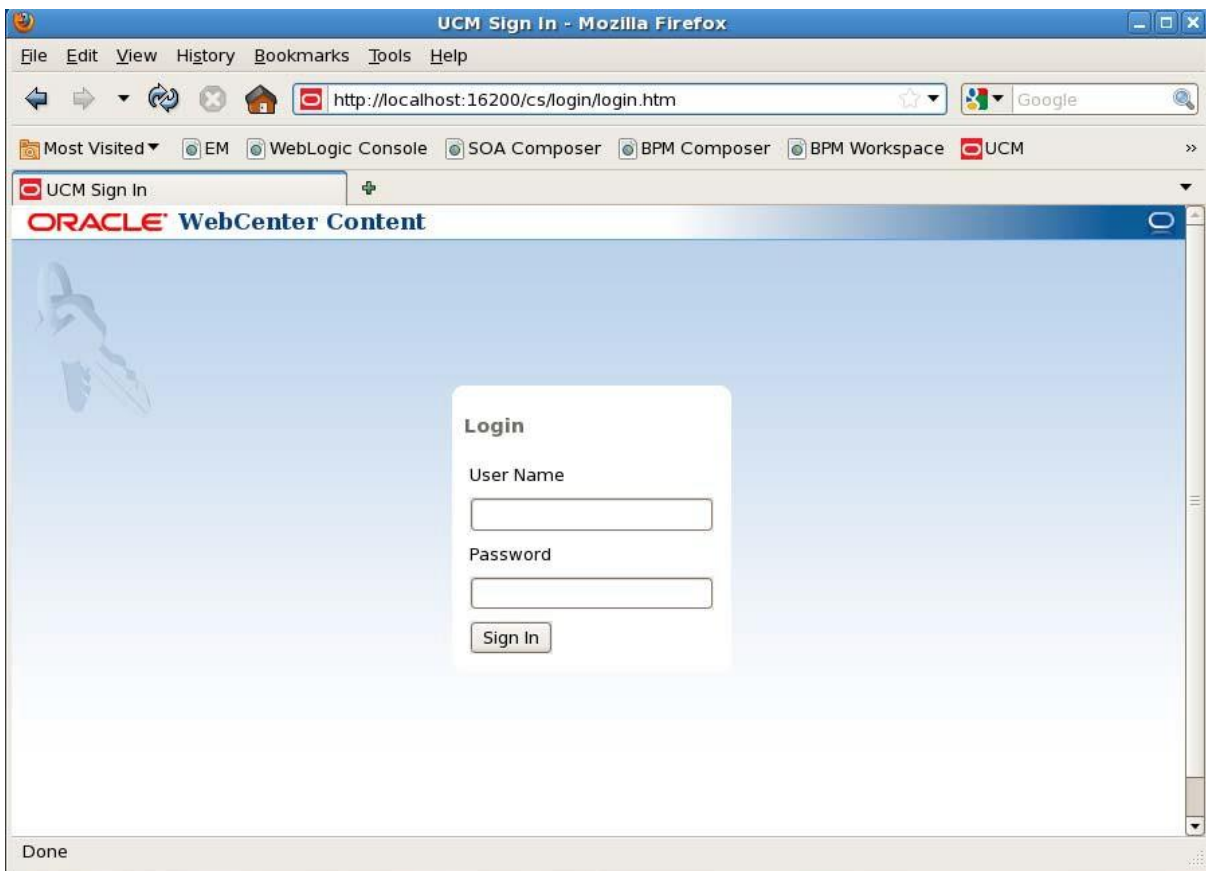 UCM Sign In - Mozilla Firefox
File Edit View History Bookmarks Tools Help
http://localhost:16200/cs/login/login.htm Google
Most Visited EM WebLogic Console SOA Composer BPM Composer BPM Workspace UCM »
UCM Sign In
ORACLE WebCenter Content
Login
User Name
Password
Sign In
Done